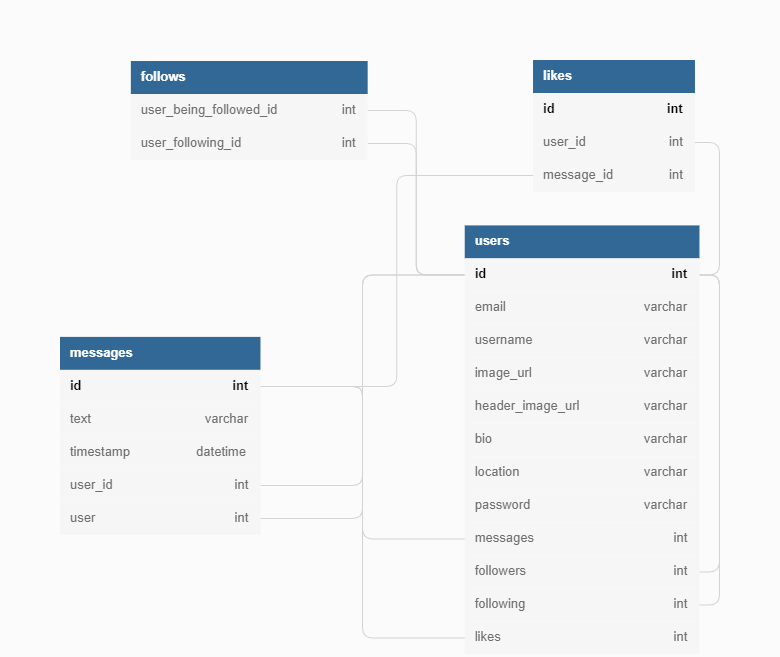 follows
user_being_followed_id int
user_following_id int
likes
id int
user_id int
message_id int
users
id int
email varchar
username varchar
image_url varchar
header_image_url varchar
bio varchar
location varchar
password varchar
messages int
followers int
following int
likes int
messages
id int
text varchar
timestamp datetime
user_id int
user int